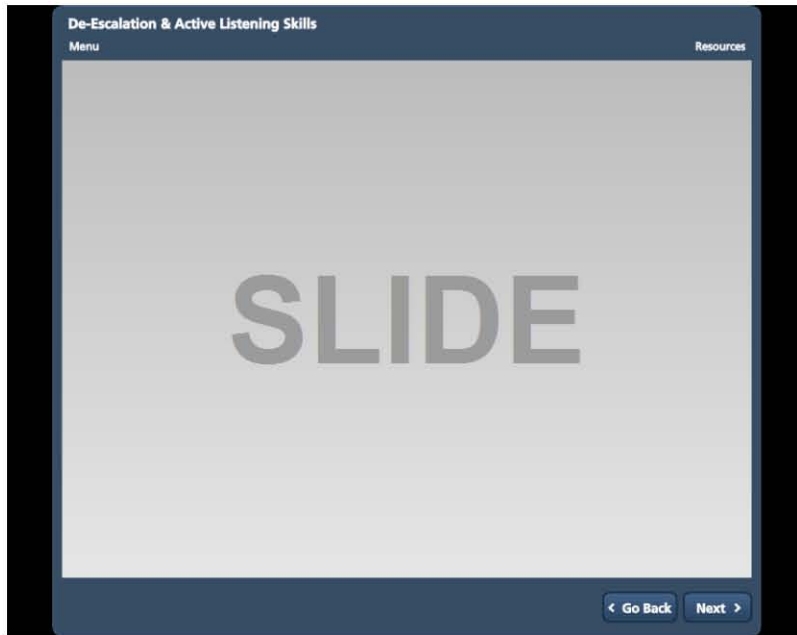 De-Escalation & Active Listening Skills
Menu Resources
SLIDE
< Go Back Next >